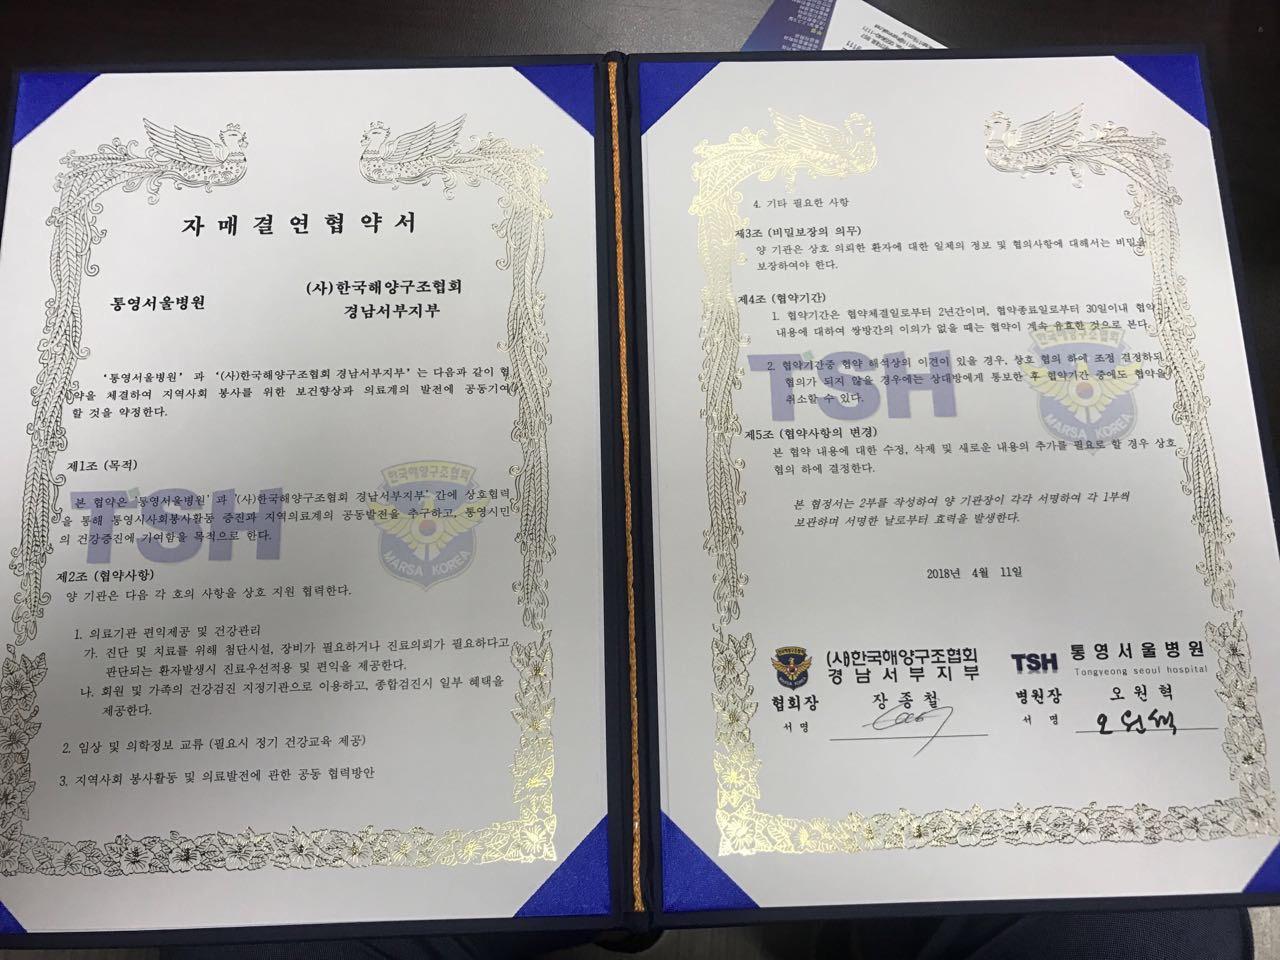 자매결연협약서
통영서울병원
(사)한국해양구조협회
경남서부지부
'통영서울병원' 과 '(사)한국해양구조협회 경남서부지부' 는 다음과 같이 협
약을 체결하여 지역사회 봉사를 위한 보건향상과 의료계의 발전에 공동기여
할 것을 약정한다.
제1조 (목적)
본 협약은 '통영서울병원' 과 '(사)한국해양구조협회 경남서부지부' 간에 상호협력
을 통해 통영시사회봉사활동 증진과 지역의료계의 공동발전을 추구하고, 통영시민
의 건강증진에 기여함을 목적으로 한다.
TSH
한국해양구조협회
MARSA KOREA
제2조 (협약사항)
양 기관은 다음 각 호의 사항을 상호 지원 협력한다.
1. 의료기관 편익제공 및 건강관리
가. 진단 및 치료를 위해 첨단시설, 장비가 필요하거나 진료의뢰가 필요하다고
판단되는 환자발생시 진료우선적용 및 편익을 제공한다.
나. 회원 및 가족의 건강검진 지정기관으로 이용하고, 종합검진시 일부 혜택을
제공한다.
2. 임상 및 의학정보 교류 (필요시 정기 건강교육 제공)
3. 지역사회 봉사활동 및 의료발전에 관한 공동 협력방안
4. 기타 필요한 사항
제3조 (비밀보장의 의무)
양 기관은 상호 의뢰한 환자에 대한 일체의 정보 및 협의사항에 대해서는 비밀을
보장하여야 한다.
제4조 (협약기간)
1. 협약기간은 협약체결일로부터 2년간이며, 협약종료일로부터 30일이내 협약
내용에 대하여 쌍방간의 이의가 없을 때는 협약이 계속 유효한 것으로 본다.
2. 협약기간중 협약 해석상의 이견이 있을 경우, 상호 협의 하에 조정 결정하되
협의가 되지 않을 경우에는 상대방에게 통보한 후 협약기간 중에도 협약을
취소할 수 있다.
TSH
한국해양구조협회
MARSA KOREA
제5조 (협약사항의 변경)
본 협약 내용에 대한 수정, 삭제 및 새로운 내용의 추가를 필요로 할 경우 상호
협의 하에 결정한다.
본 협정서는 2부를 작성하여 양 기관장이 각각 서명하여 각 1부씩
보관하며 서명한 날로부터 효력을 발생한다.
2018년 4월 11일
(사)한국해양구조협회
경남서부지부
협회장 장종철
서명
TSH 통영서울병원
Tongyeong seoul hospital
병원장 오원혁
서명 오원혁